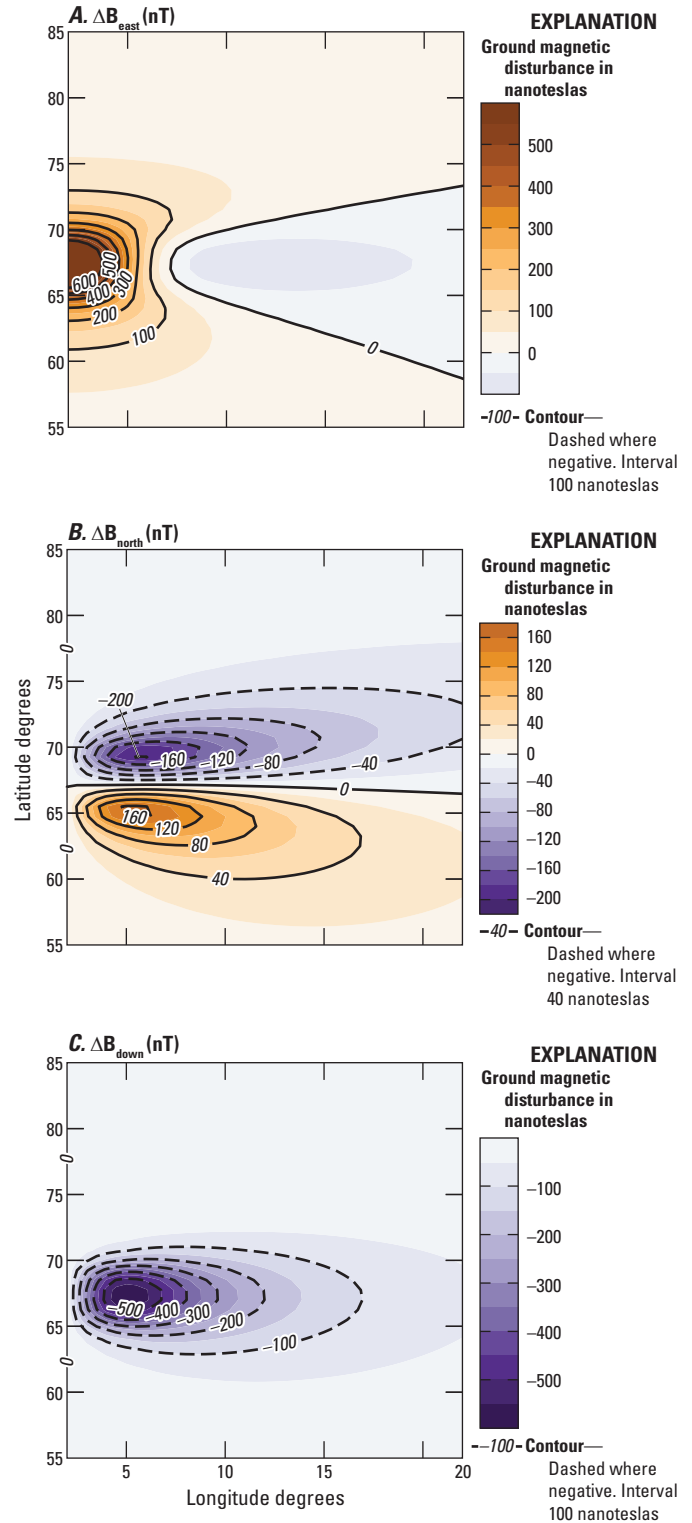 A. ΔB_east (nT)
85
80
75
70
65
60
55
600
500
400
300
200
100
0
EXPLANATION
Ground magnetic
disturbance in
nanoteslas
500
400
300
200
100
0
-100- Contour—
Dashed where
negative. Interval
100 nanoteslas
B. ΔB_north (nT)
Latitude degrees
85
80
75
70
65
60
55
0
0
0
–200
–160
–120
–80
–40
160
120
80
40
EXPLANATION
Ground magnetic
disturbance in
nanoteslas
160
120
80
40
0
–40
–80
–120
–160
–200
–40– Contour—
Dashed where
negative. Interval
40 nanoteslas
C. ΔB_down (nT)
85
80
75
70
65
60
55
0
0
–500
–400
–300
–200
–100
5
10
15
20
Longitude degrees
EXPLANATION
Ground magnetic
disturbance in
nanoteslas
–100
–200
–300
–400
–500
-–100- Contour—
Dashed where
negative. Interval
100 nanoteslas